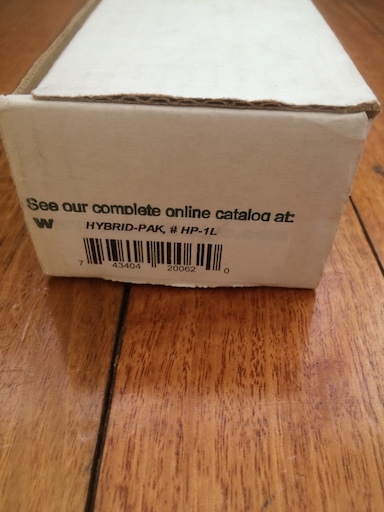 See our complete online catalog at:
W
HYBRID-PAK, # HP-1L
7 43404 20062 0